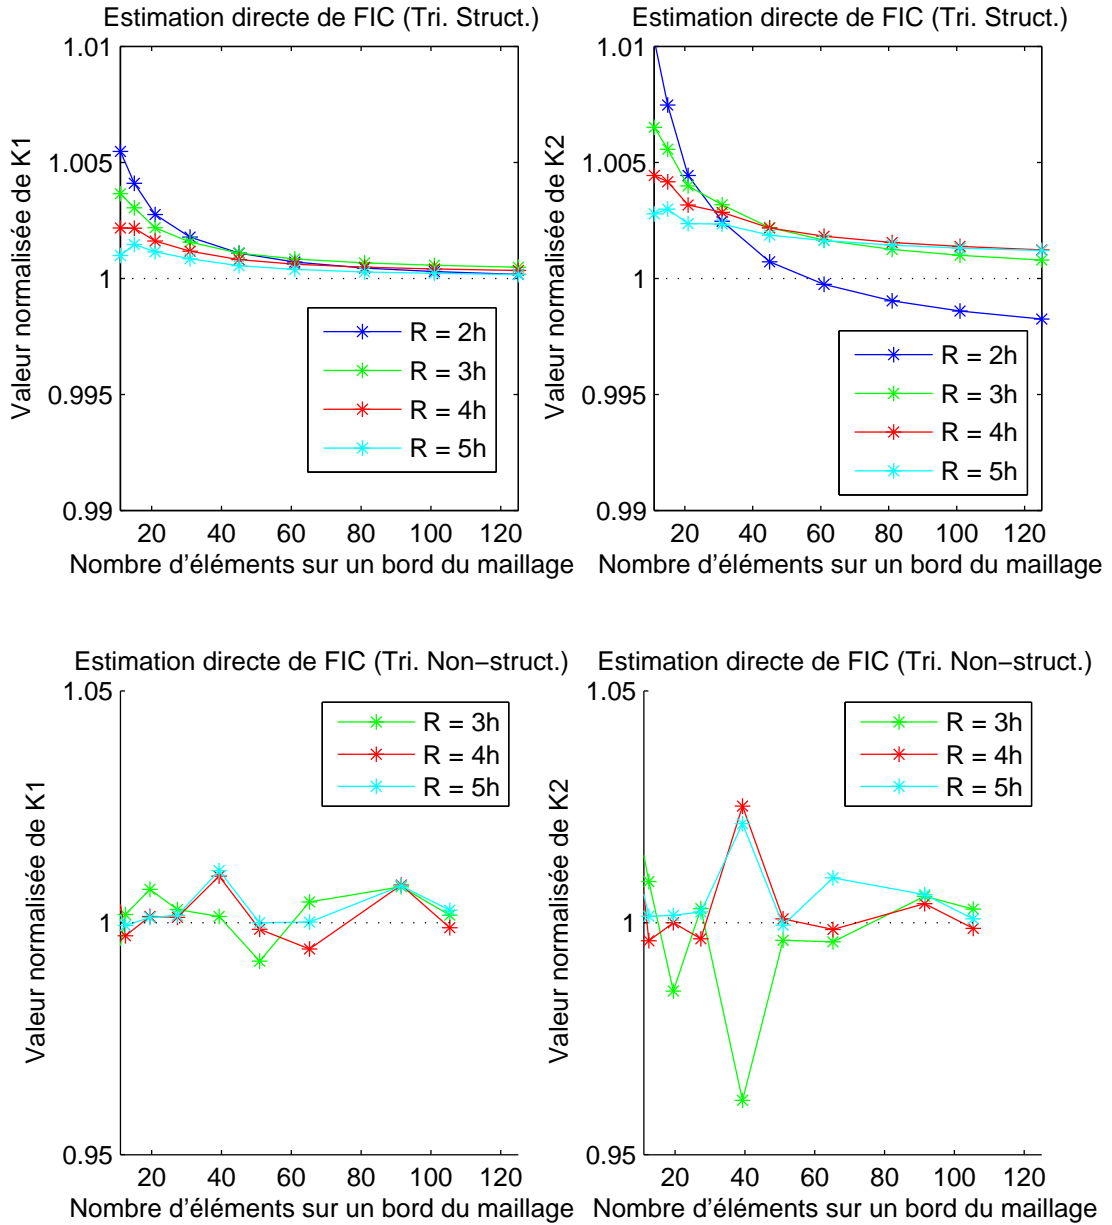 Estimation directe de FIC (Tri. Struct.)
1.01
1.005
1
0.995
0.99
Valeur normalisée de K1
R = 2h
R = 3h
R = 4h
R = 5h
20 40 60 80 100 120
Nombre d'éléments sur un bord du maillage
Estimation directe de FIC (Tri. Struct.)
1.01
1.005
1
0.995
0.99
Valeur normalisée de K2
R = 2h
R = 3h
R = 4h
R = 5h
20 40 60 80 100 120
Nombre d'éléments sur un bord du maillage
Estimation directe de FIC (Tri. Non−struct.)
1.05
1
0.95
Valeur normalisée de K1
R = 3h
R = 4h
R = 5h
20 40 60 80 100 120
Nombre d'éléments sur un bord du maillage
Estimation directe de FIC (Tri. Non−struct.)
1.05
1
0.95
Valeur normalisée de K2
R = 3h
R = 4h
R = 5h
20 40 60 80 100 120
Nombre d'éléments sur un bord du maillage